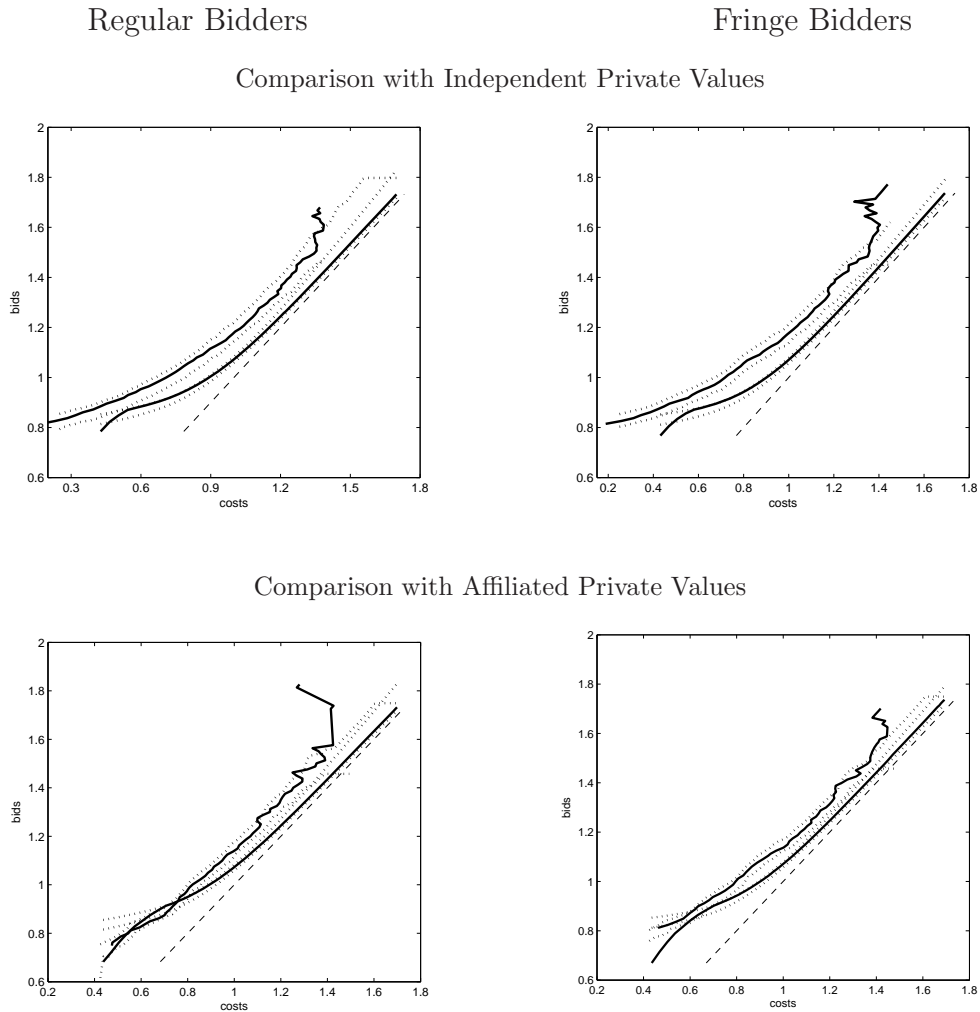 Regular Bidders Fringe Bidders
Comparison with Independent Private Values
2 2
1.8 1.8
1.6 1.6
1.4 1.4
bids bids
1.2 1.2
1 1
0.8 0.8
0.6 0.6
0.3 0.6 0.9 1.2 1.5 1.8 0.2 0.4 0.6 0.8 1 1.2 1.4 1.6 1.8
costs costs
Comparison with Affiliated Private Values
2 2
1.8 1.8
1.6 1.6
1.4 1.4
bids bids
1.2 1.2
1 1
0.8 0.8
0.6 0.6
0.2 0.4 0.6 0.8 1 1.2 1.4 1.6 1.8 0.2 0.4 0.6 0.8 1 1.2 1.4 1.6 1.8
costs costs